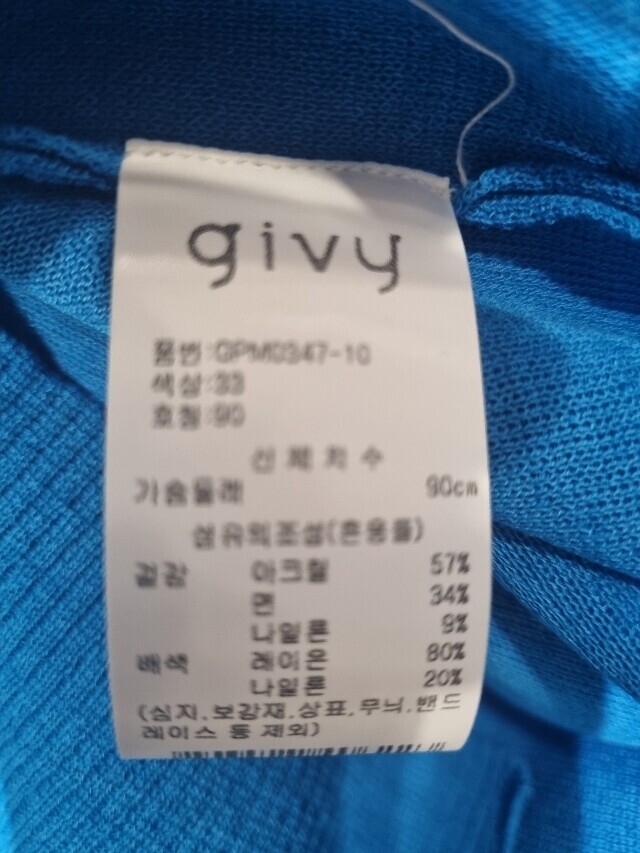 givy
품번:GPM0347-10
색상:33
호칭:90
신체치수
가슴둘레 90cm
섬유의조성(혼용률)
겉감 아크릴 57%
면 34%
나일론 9%
배색 레이온 80%
나일론 20%
(심지.보강재.상표.무늬.밴드
레이스 등 제외)